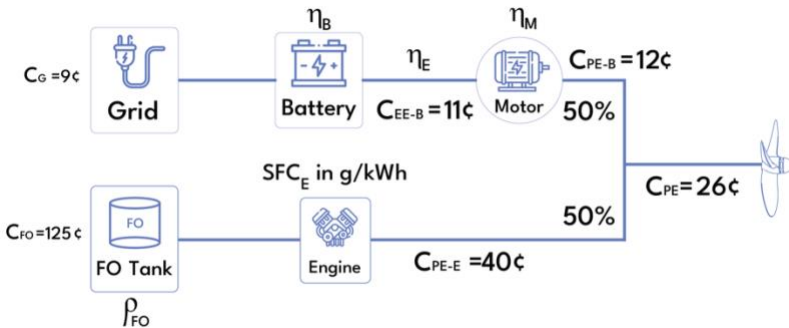 η_B
η_M
C_G =9¢
Grid
Battery
η_E
C_EE-B = 11¢
Motor
C_PE-B = 12¢
50%
SFC_E in g/kWh
C_FO =125 ¢
FO
FO Tank
ρ_FO
Engine
C_PE-E =40¢
50%
C_PE = 26¢